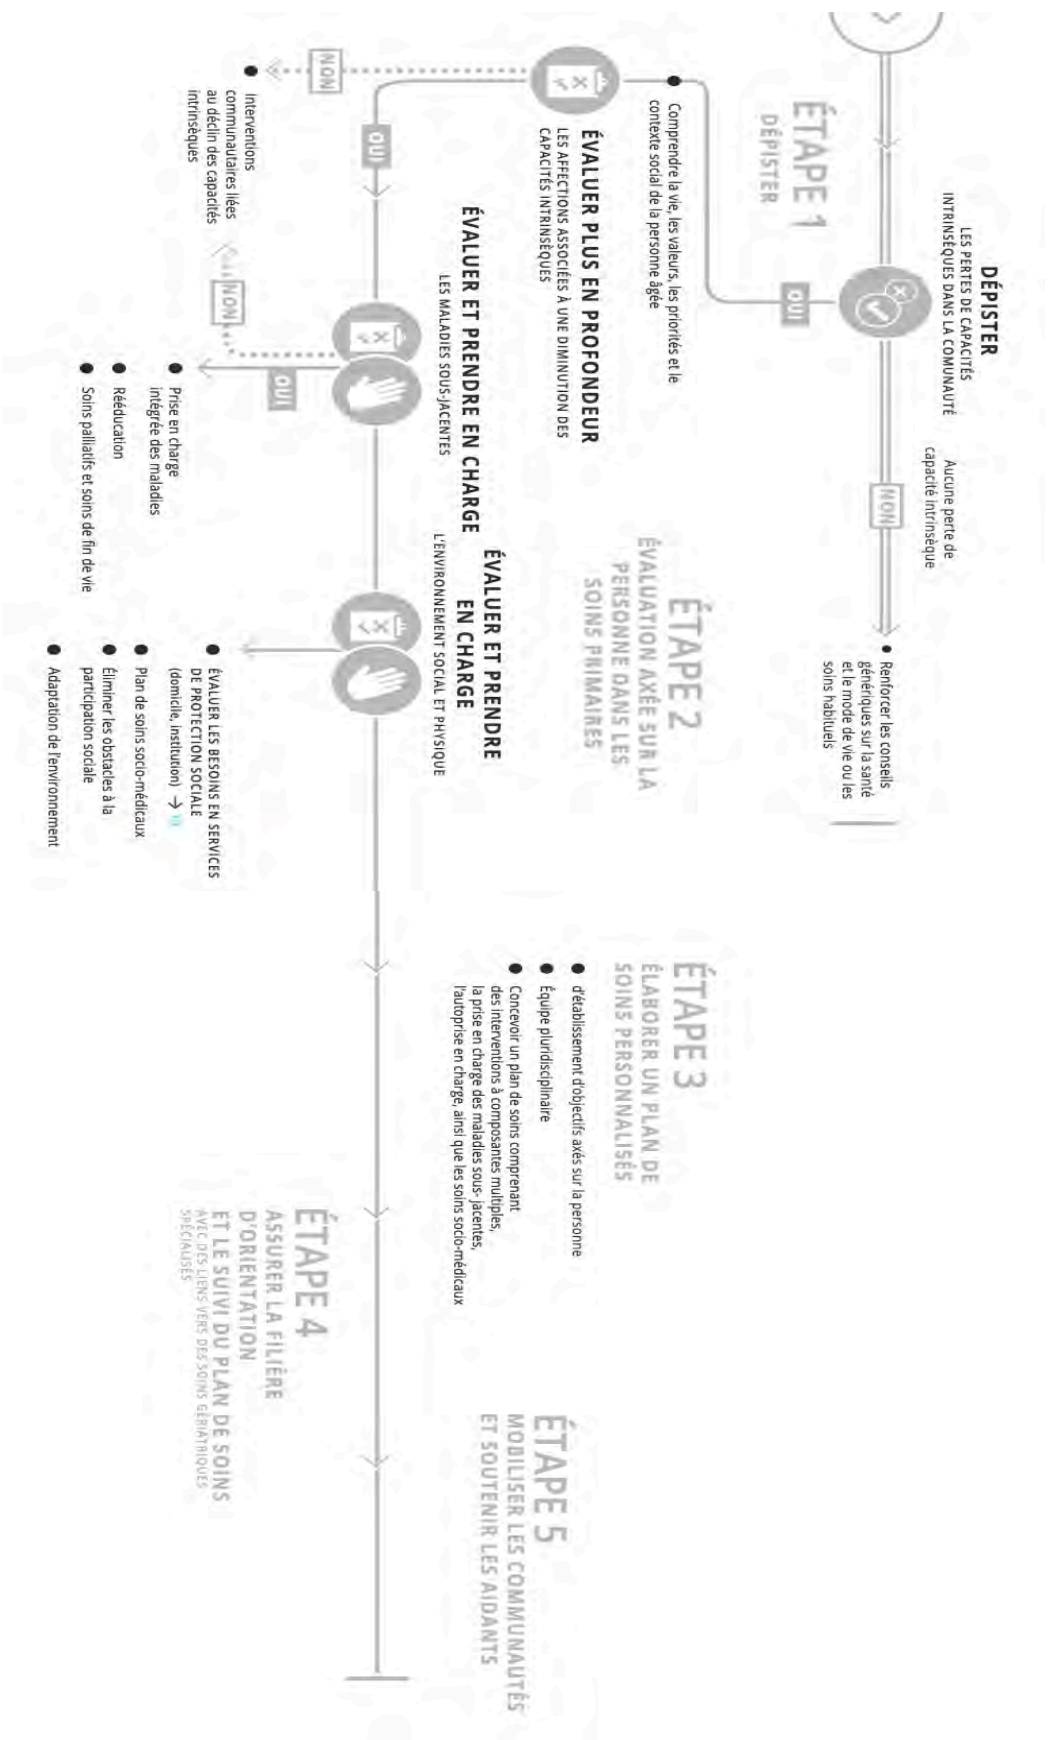 DÉPISTER
LES PERTES DE CAPACITÉS
INTRINSÈQUES DANS LA COMUNAUTÉ
Aucune perte de
capacité intrinsèque
NON
• Renforcer les conseils
génériques sur la santé
et le mode de vie ou les
soins habituels
ÉTAPE 1
DÉPISTER
OUI
● Comprendre la vie, les valeurs, les priorités et le
contexte social de la personne âgée
ÉVALUER PLUS EN PROFONDEUR
LES AFFECTIONS ASSOCIÉES À UNE DIMINUTION DES
CAPACITÉS INTRINSÈQUES
ÉTAPE 2
ÉVALUATION AXÉE SUR LA
PERSONNE DANS LES
SOINS PRIMAIRES
NON
● Interventions
communautaires liées
au déclin des capacités
intrinsèques
OUI
ÉVALUER ET PRENDRE EN CHARGE
LES MALADIES SOUS-JACENTES
NON
OUI
● Prise en charge
intégrée des maladies
● Rééducation
● Soins palliatifs et soins de fin de vie
ÉVALUER ET PRENDRE
EN CHARGE
L'ENVIRONNEMENT SOCIAL ET PHYSIQUE
● ÉVALUER LES BESOINS EN SERVICES
DE PROTECTION SOCIALE
(domicile, institution) →
● Plan de soins socio-médicaux
● Éliminer les obstacles à la
participation sociale
● Adaptation de l'environnement
ÉTAPE 3
ÉLABORER UN PLAN DE
SOINS PERSONNALISÉS
● d'établissement d'objectifs axés sur la personne
● Équipe pluridisciplinaire
● Concevoir un plan de soins comprenant
des interventions à composantes multiples,
la prise en charge des maladies sous- jacentes,
l'autoprise en charge, ainsi que les soins socio-médicaux
ÉTAPE 4
ASSURER LA FILIÈRE
D'ORIENTATION
ET LE SUIVI DU PLAN DE SOINS
AVEC DES LIENS VERS DES SOINS GÉRIATRIQUES
SPÉCIALISÉS
ÉTAPE 5
MOBILISER LES COMMUNAUTÉS
ET SOUTENIR LES AIDANTS